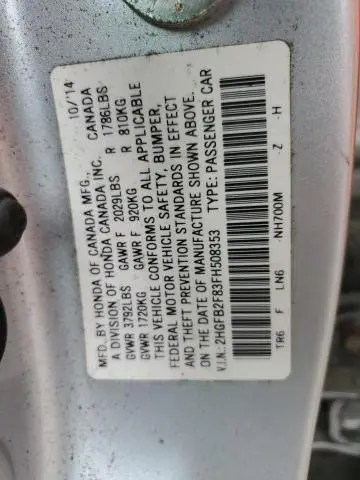 MFD. BY HONDA OF CANADA MFG., 10/'14
A DIVISION OF HONDA CANADA INC. CANADA
GVWR 3792LBS GAWR F 2029LBS R 1786LBS
GVWR 1720KG GAWR F 920KG R 810KG
THIS VEHICLE CONFORMS TO ALL APPLICABLE
FEDERAL MOTOR VEHICLE SAFETY, BUMPER,
AND THEFT PREVENTION STANDARDS IN EFFECT
ON THE DATE OF MANUFACTURE SHOWN ABOVE.
V.I.N.: 2HGFB2F83FH508353 TYPE: PASSENGER CAR
TR6 F LN6 NH700M Z - H